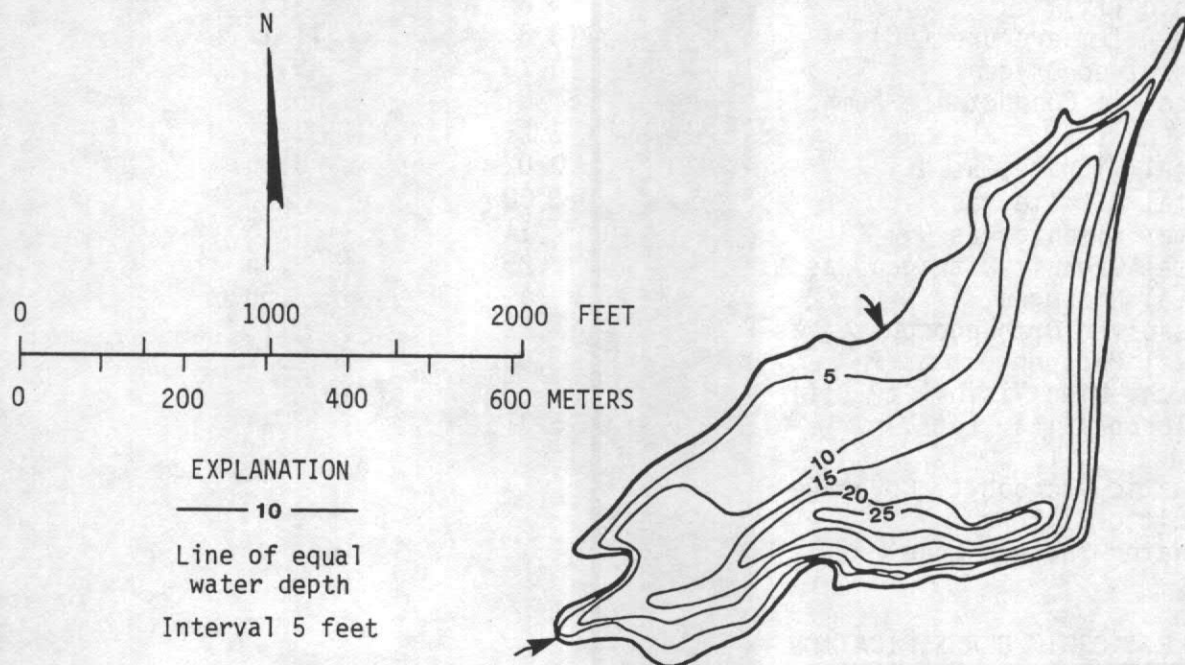 N
0 1000 2000 FEET
0 200 400 600 METERS
EXPLANATION
10
Line of equal
water depth
Interval 5 feet
5
10
15
20
25